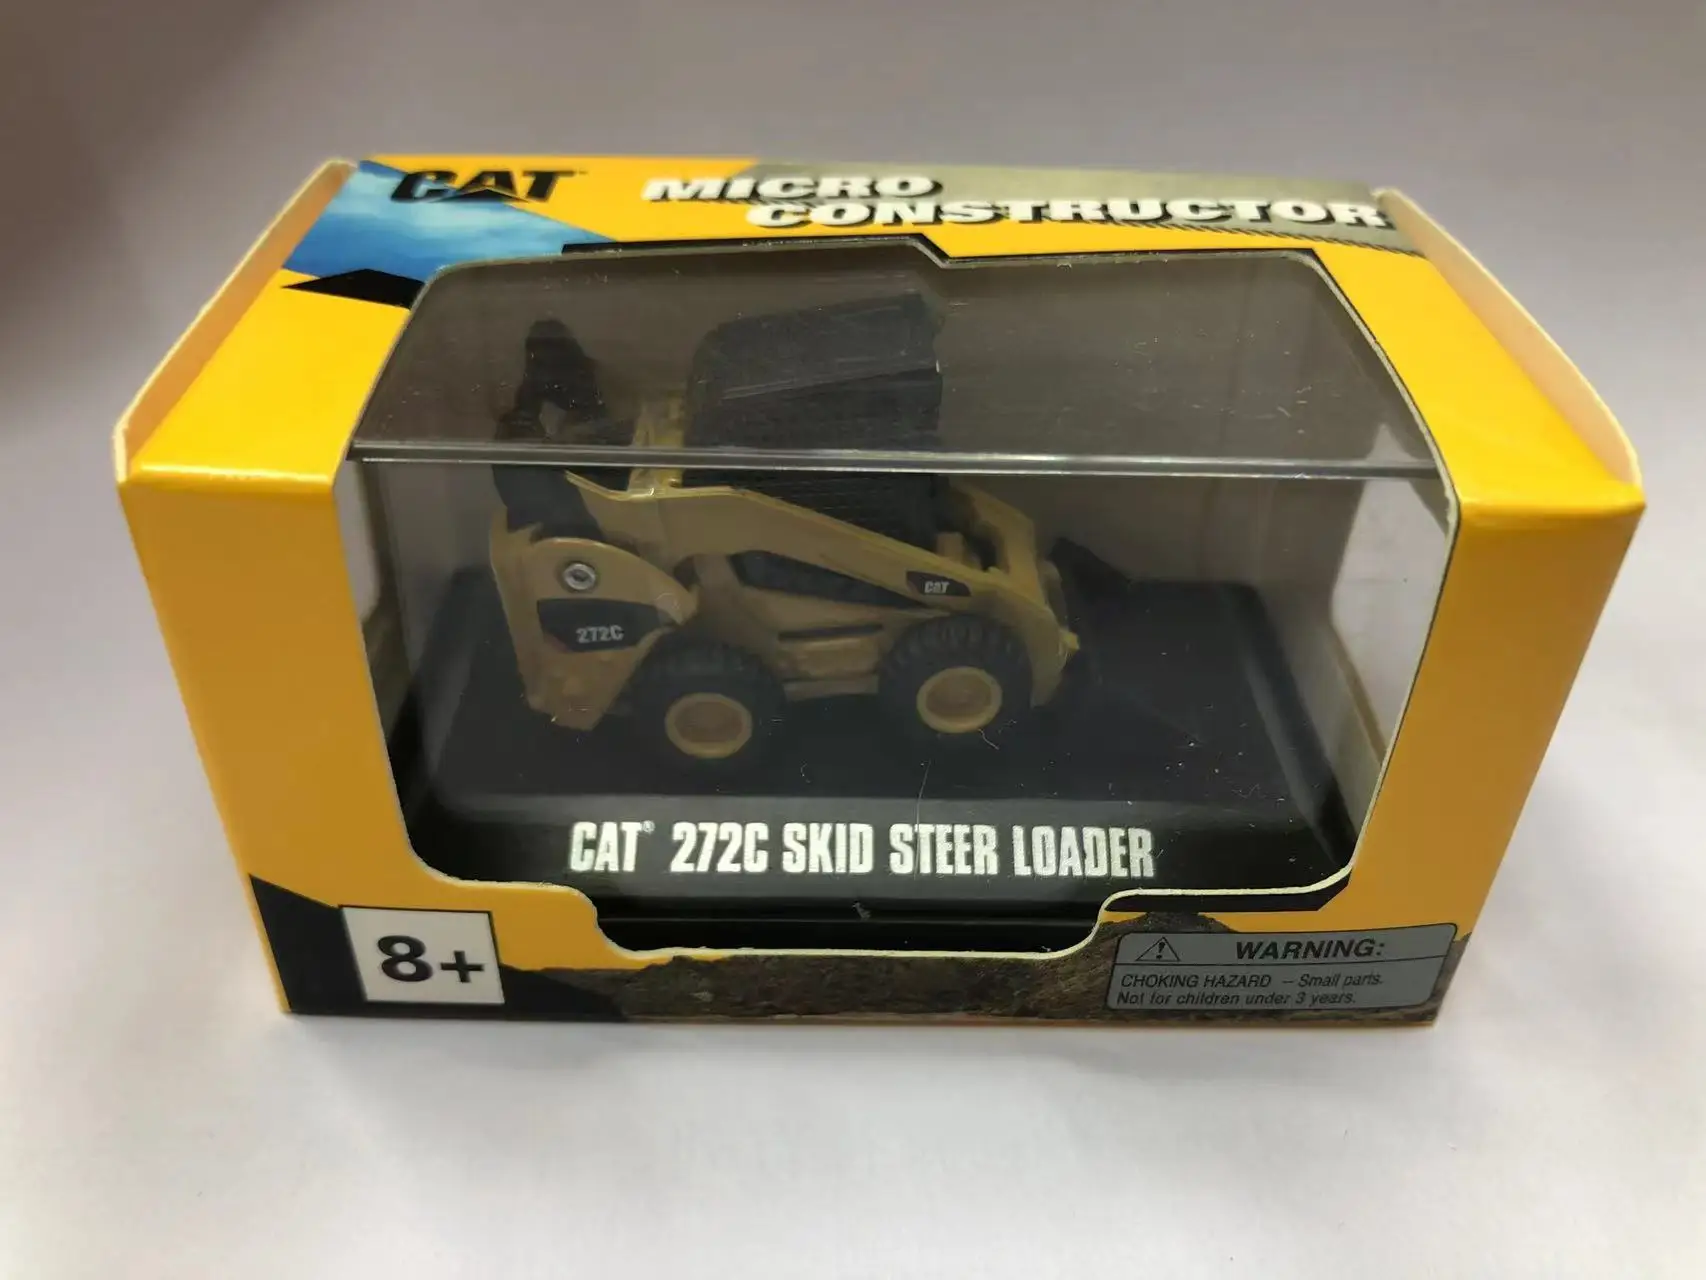 CAT™
MICRO
CONSTRUCTOR
CAT
272C
CAT® 272C SKID STEER LOADER
8+
WARNING:
CHOKING HAZARD – Small parts.
Not for children under 3 years.